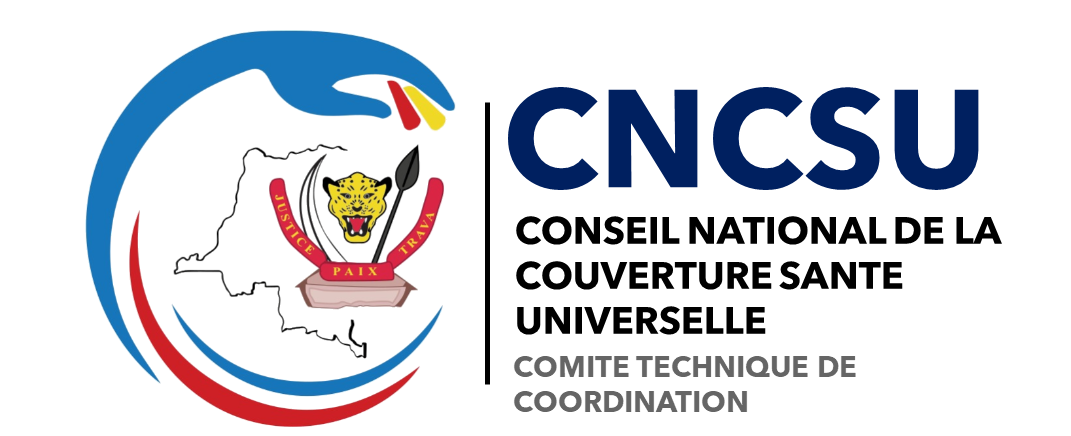 JUSTICE
PAIX
TRAVA
CNCSU
CONSEIL NATIONAL DE LA
COUVERTURE SANTE
UNIVERSELLE
COMITE TECHNIQUE DE
COORDINATION